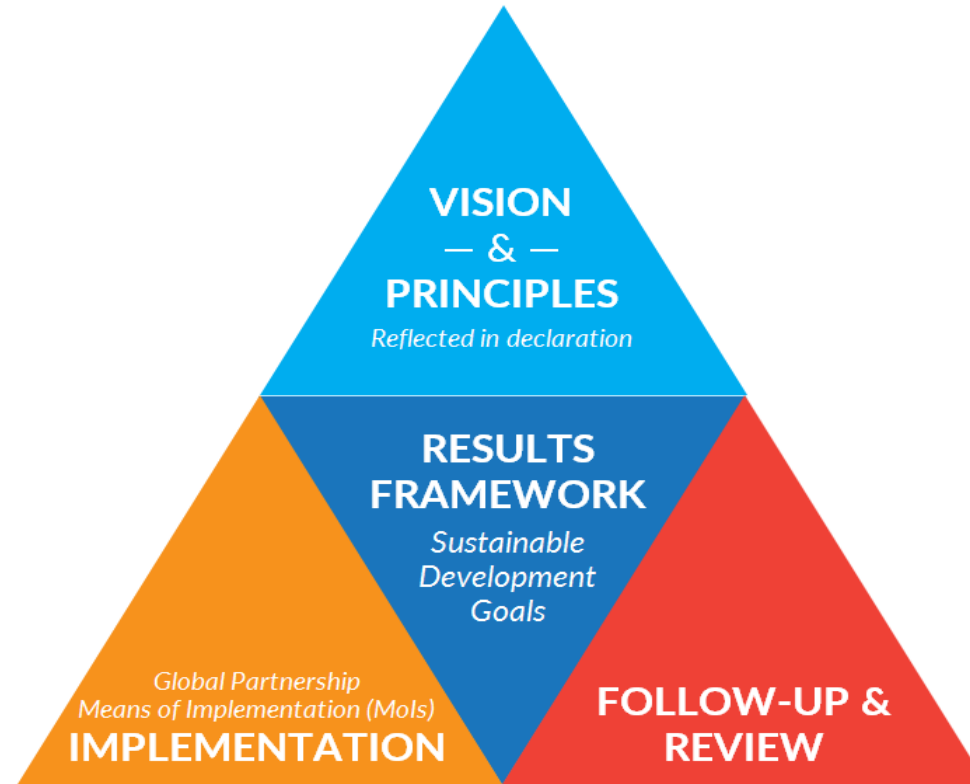 VISION
— & —
PRINCIPLES
Reflected in declaration
RESULTS
FRAMEWORK
Sustainable
Development
Goals
Global Partnership
Means of Implementation (MoIs)
IMPLEMENTATION
FOLLOW-UP &
REVIEW